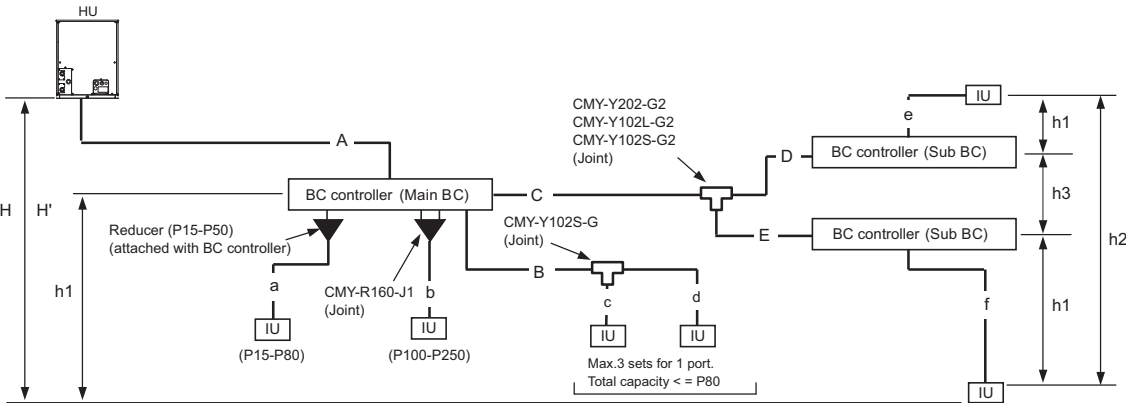 HU
A
BC controller (Main BC)
H
H'
h1
Reducer (P15-P50)
(attached with BC controller)
a
IU
(P15-P80)
CMY-R160-J1
(Joint)
b
IU
(P100-P250)
C
B
CMY-Y102S-G
(Joint)
c
d
IU
IU
Max.3 sets for 1 port.
Total capacity < = P80
CMY-Y202-G2
CMY-Y102L-G2
CMY-Y102S-G2
(Joint)
D
E
e
IU
BC controller (Sub BC)
BC controller (Sub BC)
f
IU
h1
h3
h1
h2